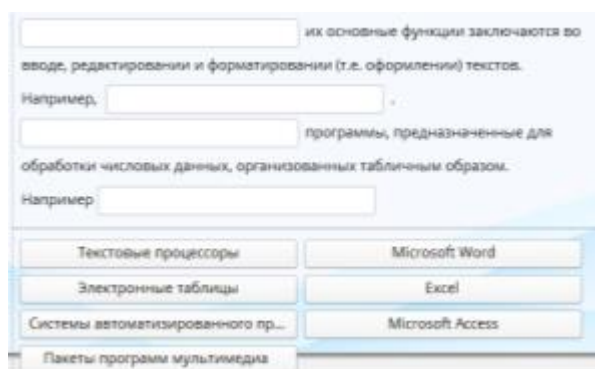 их основные функции заключаются во
вводе, редактировании и форматировании (т.е. оформлении) текстов.
Например, .
программы, предназначенные для
обработки числовых данных, организованных табличным образом.
Например
Текстовые процессоры
Microsoft Word
Электронные таблицы
Excel
Системы автоматизированного пр...
Microsoft Access
Пакеты программ мультимедиа